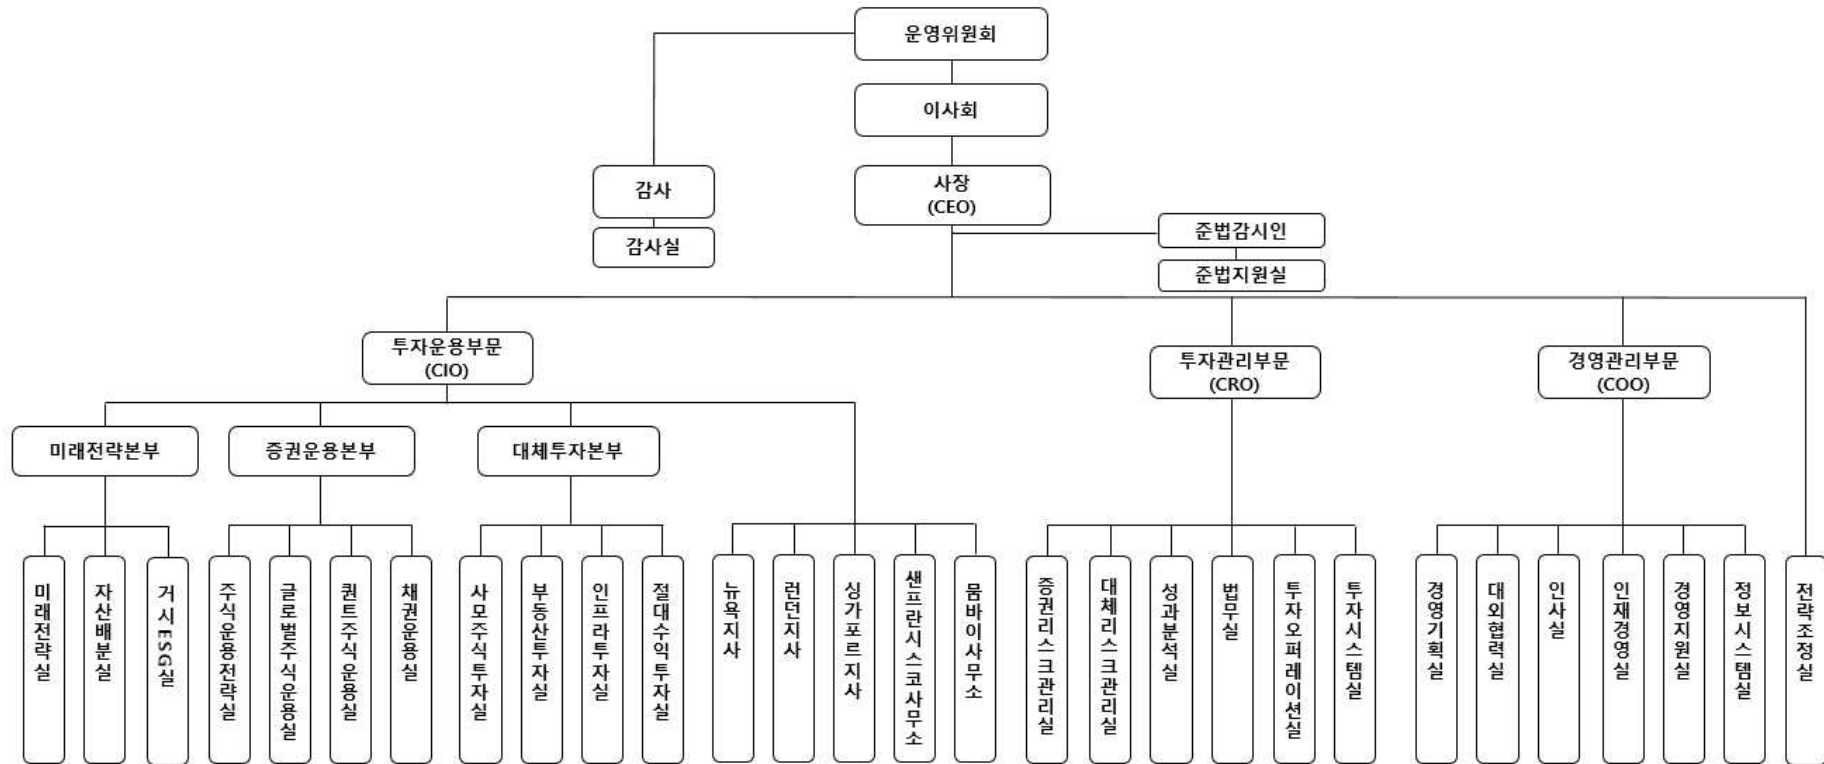 운영위원회
이사회
감사
사장
(CEO)
감사실
준법감시인
준법지원실
투자운용부문
(CIO)
투자관리부문
(CRO)
경영관리부문
(COO)
미래전략본부
증권운용본부
대체투자본부
미래전략실
자산배분실
거시ESG실
주식운용전략실
글로벌주식운용실
퀀트주식운용실
채권운용실
사모주식투자실
부동산투자실
인프라투자실
절대수익투자실
뉴욕지사
런던지사
싱가포르지사
샌프란시스코사무소
뭄바이사무소
증권리스크관리실
대체리스크관리실
성과분석실
법무실
투자오퍼레이션실
투자시스템실
경영기획실
대외협력실
인사실
인재경영실
경영지원실
정보시스템실
전략조정실